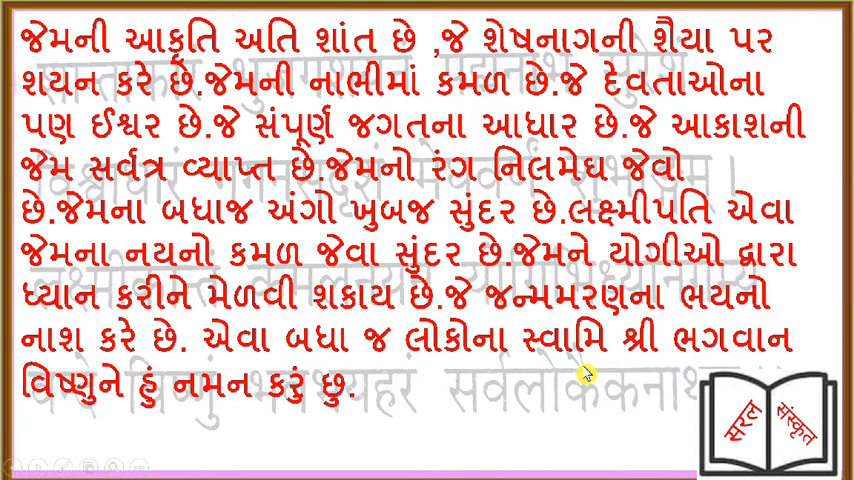 જેમની આકૃતિ અતિ શાંત છે ,જે શેષનાગની શૈયા પર
શયન કરે છે.જેમની નાભીમાં કમળ છે.જે દેવતાઓના
પણ ઈશ્વર છે.જે સંપૂર્ણ જગતના આધાર છે.જે આકાશની
જેમ સર્વત્ર વ્યાપ્ત છે.જેમનો રંગ નિલમેઘ જેવો
છે.જેમના બધાજ અંગો ખુબજ સુંદર છે.લક્ષ્મીપતિ એવા
જેમના નયનો કમળ જેવા સુંદર છે.જેમને યોગીઓ દ્વારા
ધ્યાન કરીને મેળવી શકાય છે.જે જન્મમરણના ભયનો
નાશ કરે છે. એવા બધા જ લોકોના સ્વામિ શ્રી ભગવાન
વિષ્ણુને હું નમન કરું છુ.
सरल संस्कृत